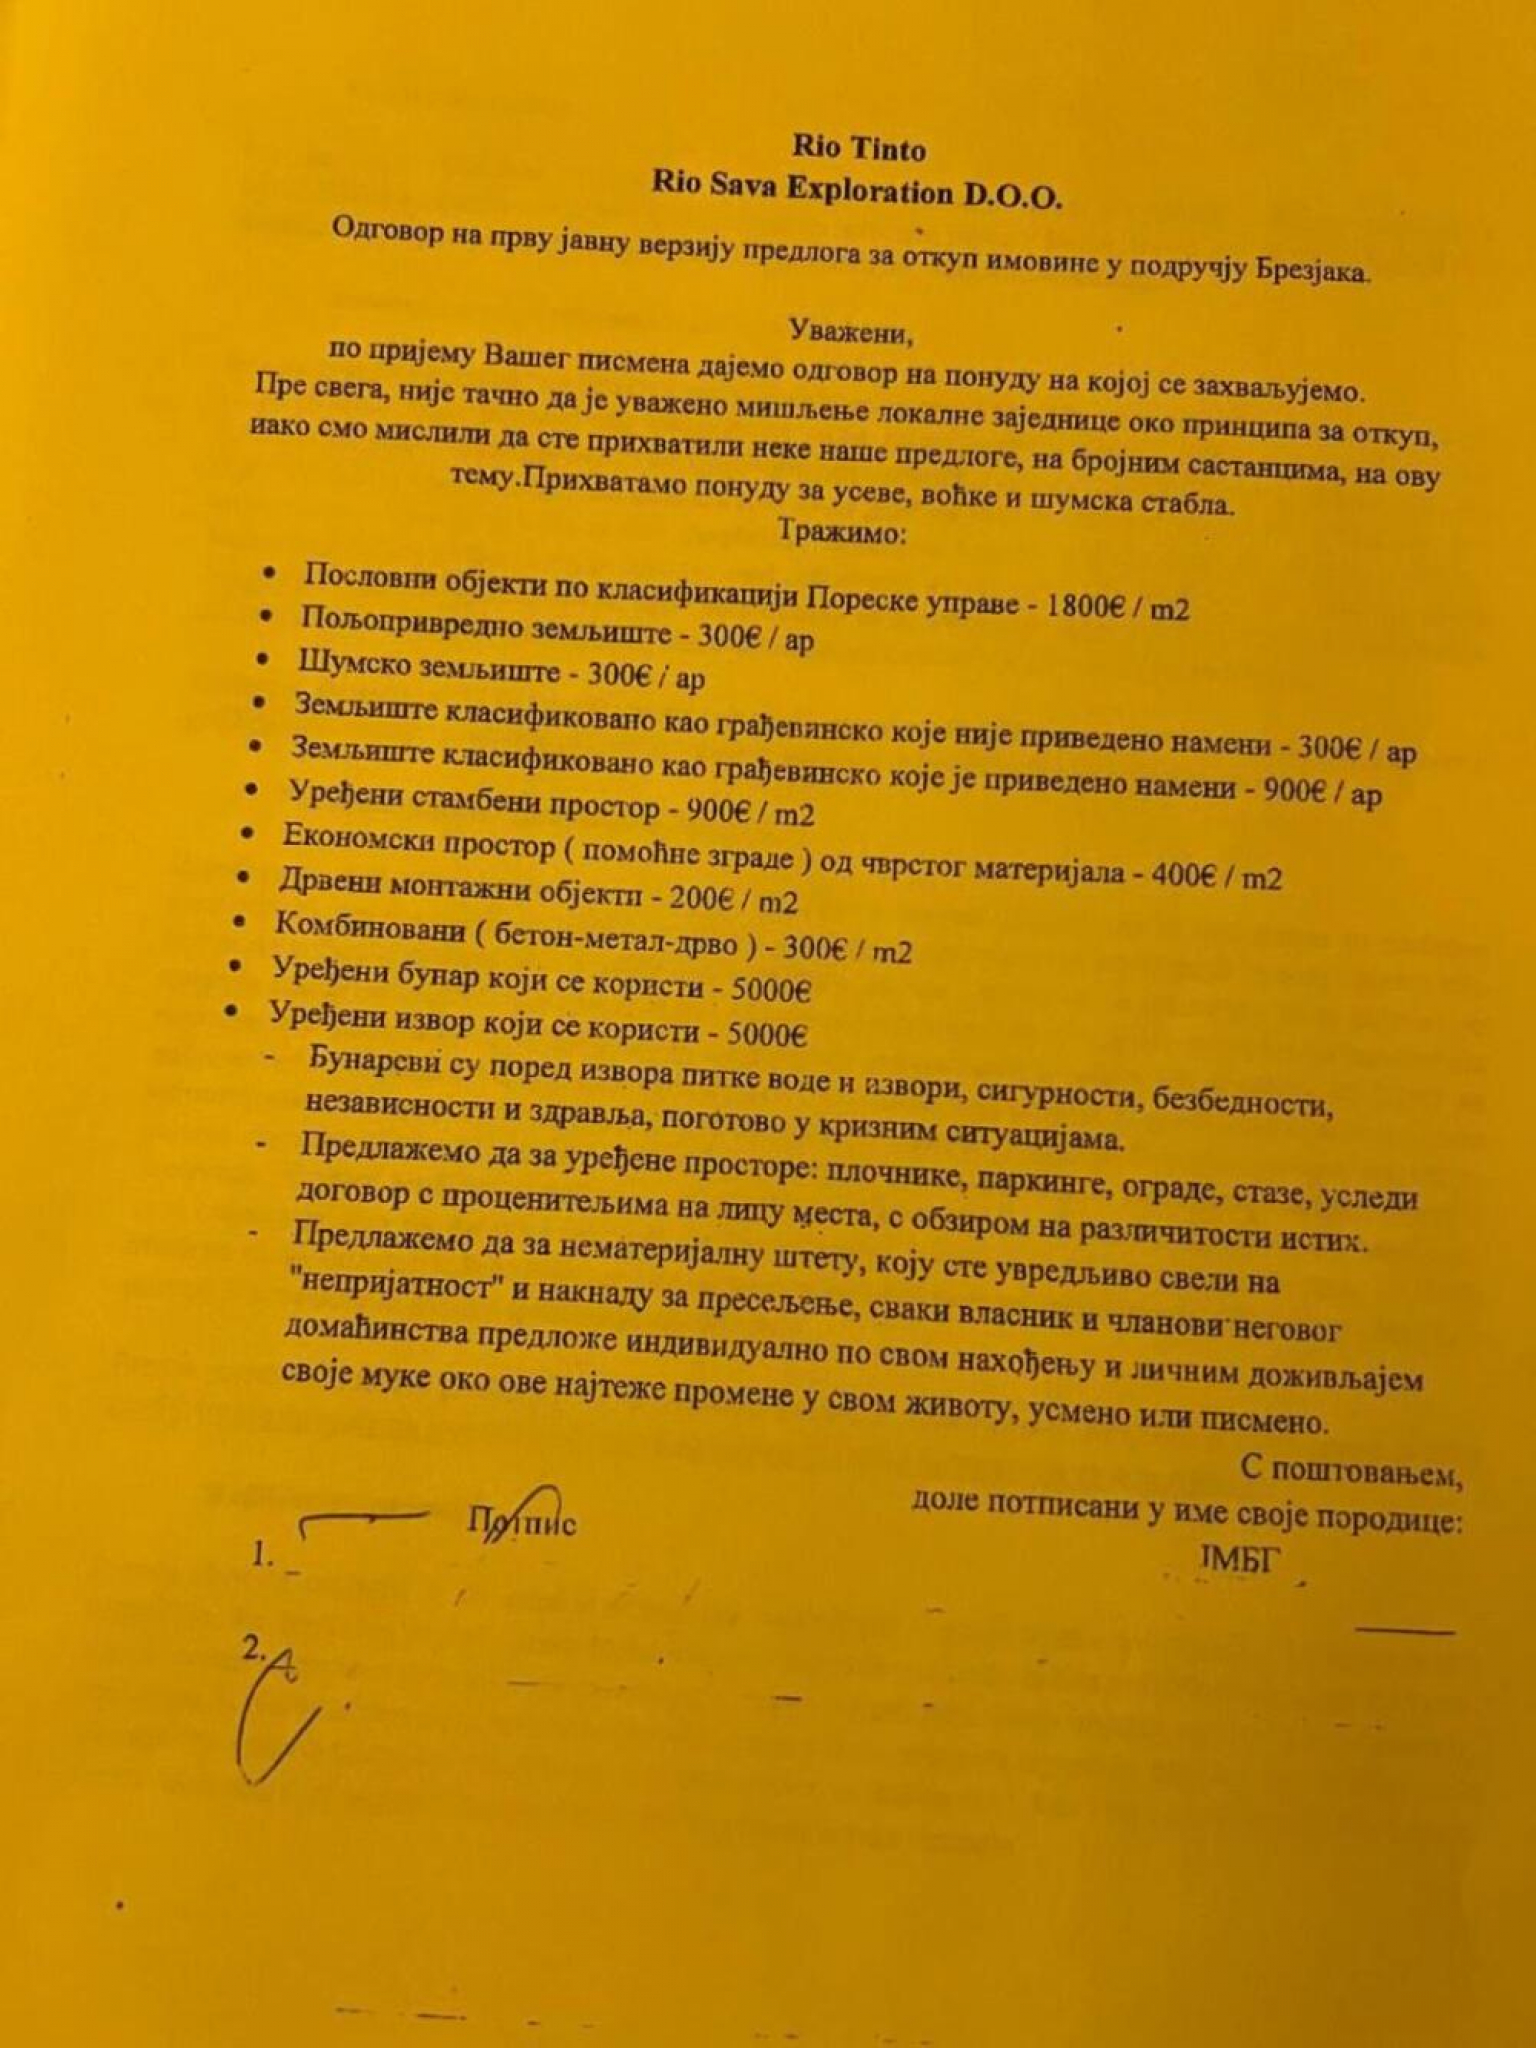 Rio Tinto
Rio Sava Exploration D.O.O.
Одговор на прву јавну верзију предлога за откуп имовине у подручју Брезјака.
Уважени,
по пријему Вашег писмена дајемо одговор на понуду на којој се захваљујемо.
Пре свега, није тачно да је уважено мишљење локалне заједнице око принципа за откуп,
иако смо мислили да сте прихватили неке наше предлоге, на бројним састанцима, на ову
тему.Прихватамо понуду за усеве, воћке и шумска стабла.
Тражимо:
• Пословни објекти по класификацији Пореске управе - 1800€ / m2
• Пољопривредно земљиште - 300€ / ар
• Шумско земљиште - 300€ / ар
• Земљиште класификовано као грађевинско које није приведено намени - 300€ / ар
• Земљиште класификовано као грађевинско које је приведено намени - 900€ / ар
• Уређени стамбени простор - 900€ / m2
• Економски простор ( помоћне зграде ) од чврстог материјала - 400€ / m2
• Дрвени монтажни објекти - 200€ / m2
• Комбиновани ( бетон-метал-дрво ) - 300€ / m2
• Уређени бунар који се користи - 5000€
• Уређени извор који се користи - 5000€
- Бунареви су поред извора питке воде и извори, сигурности, безбедности,
независности и здравља, поготово у кризним ситуацијама.
- Предлажемо да за уређене просторе: плочнике, паркинге, ограде, стазе, уследи
договор с проценитељима на лицу места, с обзиром на различитости истих.
- Предлажемо да за нематеријалну штету, коју сте увредљиво свели на
"непријатност" и накнаду за пресељење, сваки власник и чланови његовог
домаћинства предложе индивидуално по свом нахођењу и личним доживљајем
своје муке око ове најтеже промене у свом животу, усмено или писмено.
С поштовањем,
доле потписани у име своје породице:
Потпис ЈМБГ
1.
2.